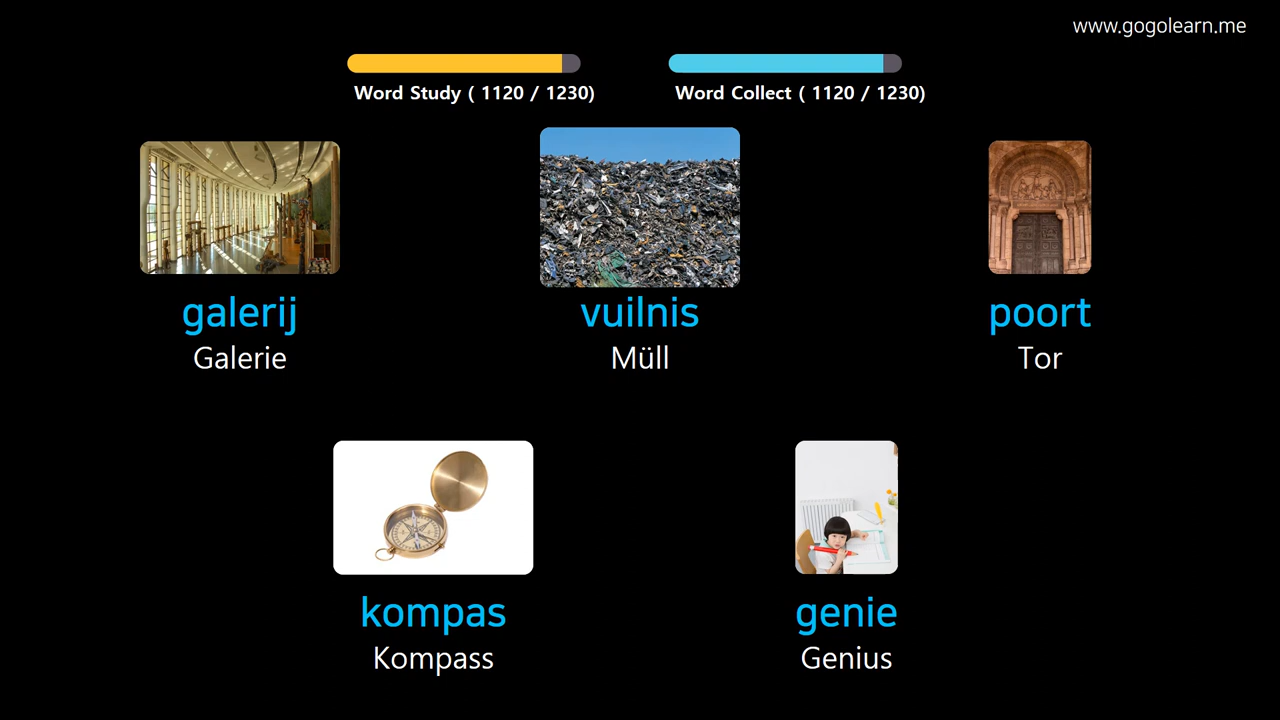 www.gogolearn.me
Word Study ( 1120 / 1230)
Word Collect ( 1120 / 1230)
galerij
Galerie
vuilnis
Müll
poort
Tor
kompas
Kompass
genie
Genius